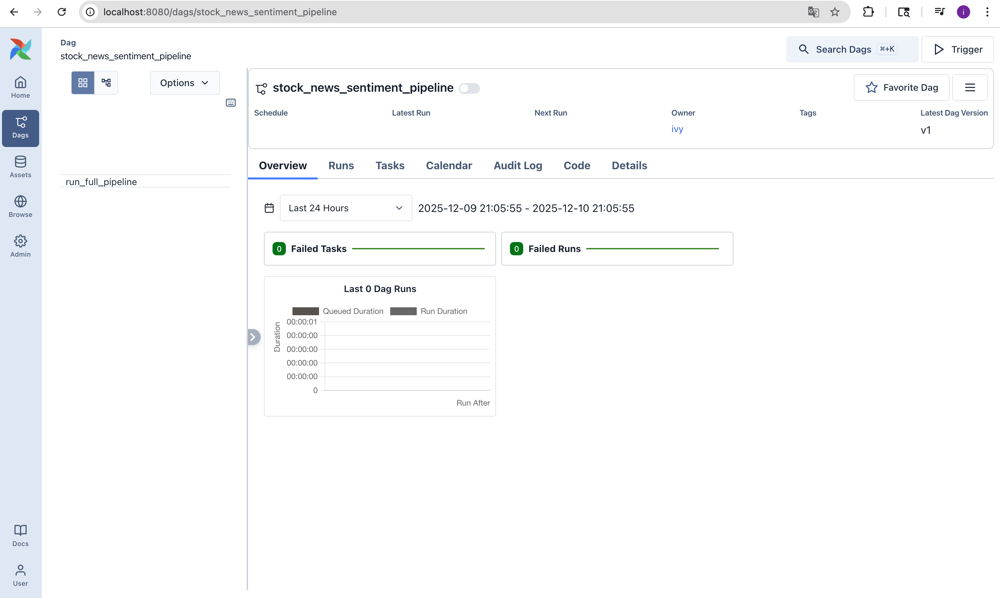 localhost:8080/dags/stock_news_sentiment_pipeline
i
Dag
stock_news_sentiment_pipeline
Search Dags ⌘+K
Trigger
Home
Dags
Assets
Browse
Admin
Docs
User
Options
run_full_pipeline
stock_news_sentiment_pipeline
Favorite Dag
Schedule
Latest Run
Next Run
Owner
ivy
Tags
Latest Dag Version
v1
Overview Runs Tasks Calendar Audit Log Code Details
Last 24 Hours
2025-12-09 21:05:55 - 2025-12-10 21:05:55
0 Failed Tasks
0 Failed Runs
Last 0 Dag Runs
Queued Duration Run Duration
Duration
00:00:01
00:00:00
00:00:00
00:00:00
00:00:00
0
Run After